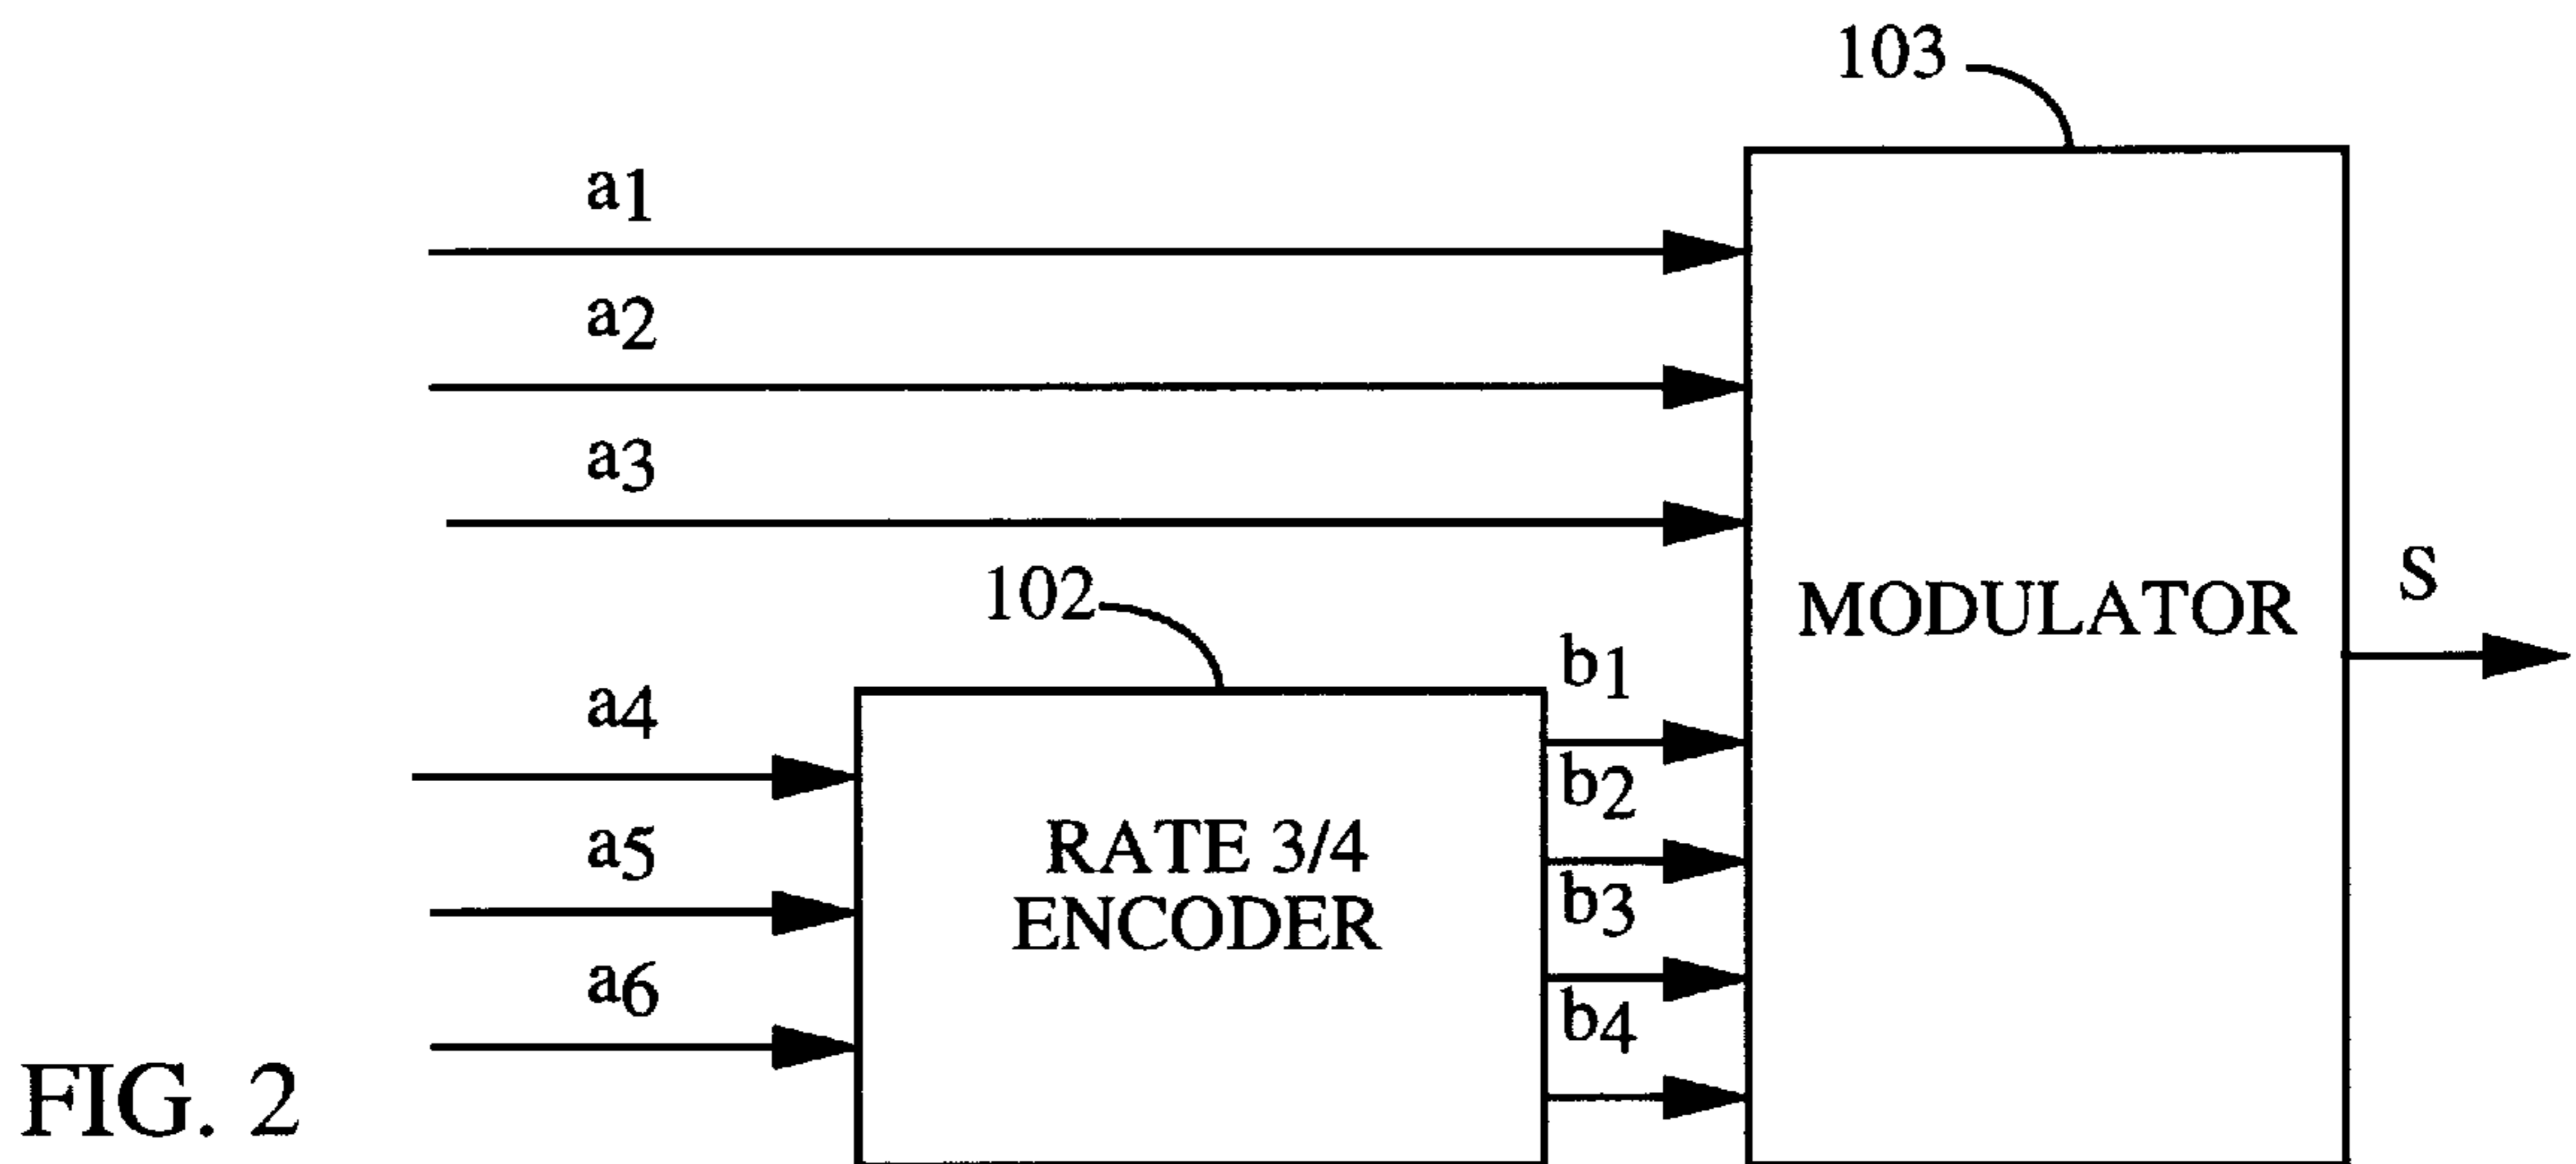 103
a1
a2
a3
102
MODULATOR
S
b1
a4
b2
RATE 3/4
ENCODER
a5
b3
a6
b4
FIG. 2